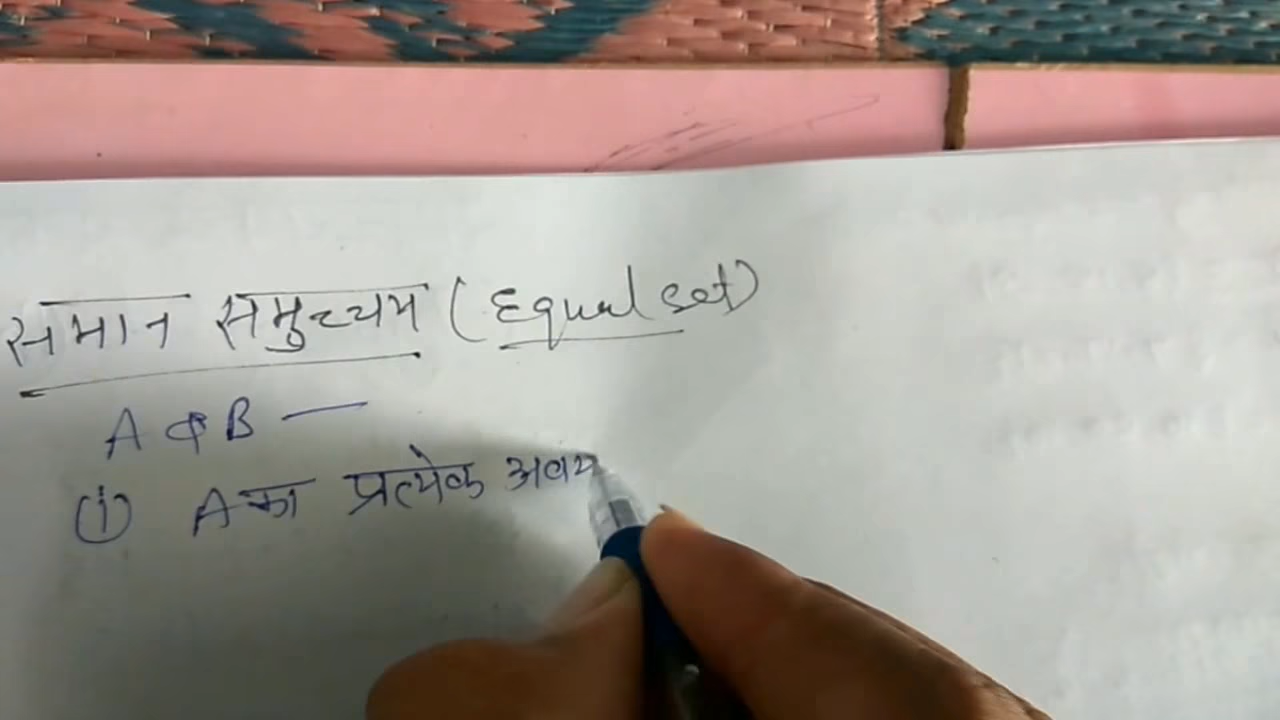 समान समुच्चय (Equal set)
A & B —
(i) A का प्रत्येक अवय